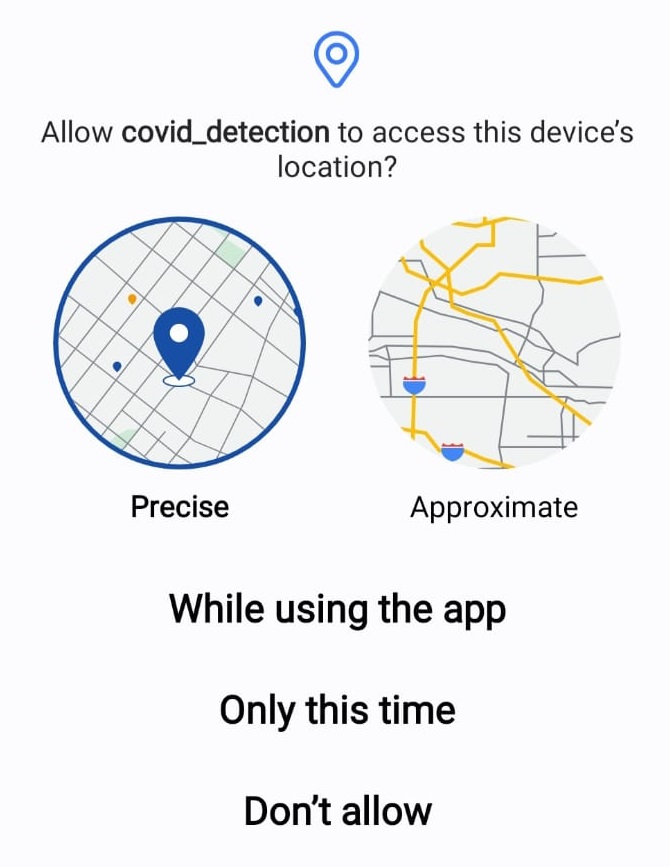 Allow covid_detection to access this device’s
location?
Precise
Approximate
While using the app
Only this time
Don’t allow